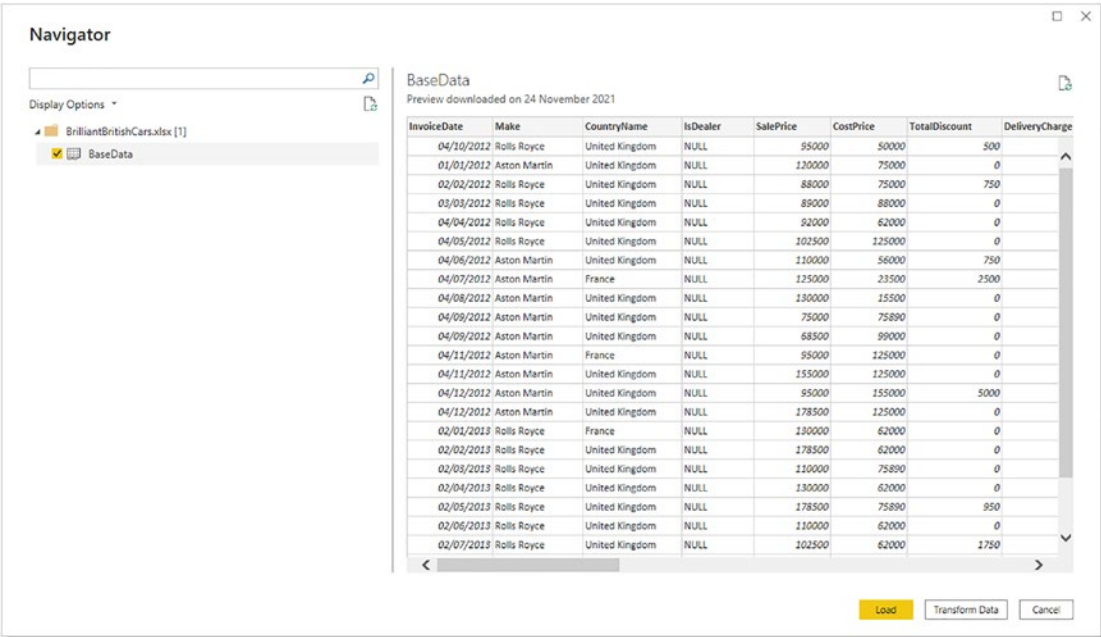 Navigator
Display Options
BrilliantBritishCars.xlsx [1]
BaseData
BaseData
Preview downloaded on 24 November 2021
InvoiceDate Make CountryName IsDealer SalePrice CostPrice TotalDiscount DeliveryCharge
04/10/2012 Rolls Royce United Kingdom NULL 95000 50000 500
01/01/2012 Aston Martin United Kingdom NULL 120000 75000 0
02/02/2012 Rolls Royce United Kingdom NULL 88000 75000 750
03/03/2012 Rolls Royce United Kingdom NULL 89000 88000 0
04/04/2012 Rolls Royce United Kingdom NULL 92000 62000 0
04/05/2012 Rolls Royce United Kingdom NULL 102500 125000 0
04/06/2012 Aston Martin United Kingdom NULL 110000 56000 750
04/07/2012 Aston Martin France NULL 125000 23500 2500
04/08/2012 Aston Martin United Kingdom NULL 130000 15500 0
04/09/2012 Aston Martin United Kingdom NULL 75000 75890 0
04/09/2012 Aston Martin United Kingdom NULL 68500 99000 0
04/11/2012 Aston Martin France NULL 95000 125000 0
04/11/2012 Aston Martin United Kingdom NULL 155000 125000 0
04/12/2012 Aston Martin United Kingdom NULL 95000 155000 5000
04/12/2012 Aston Martin United Kingdom NULL 178500 125000 0
02/01/2013 Rolls Royce France NULL 130000 62000 0
02/02/2013 Rolls Royce United Kingdom NULL 178500 62000 0
02/03/2013 Rolls Royce United Kingdom NULL 110000 75890 0
02/04/2013 Rolls Royce United Kingdom NULL 130000 62000 0
02/05/2013 Rolls Royce United Kingdom NULL 178500 75890 950
02/06/2013 Rolls Royce United Kingdom NULL 110000 62000 0
02/07/2013 Rolls Royce United Kingdom NULL 102500 62000 1750
Load Transform Data Cancel